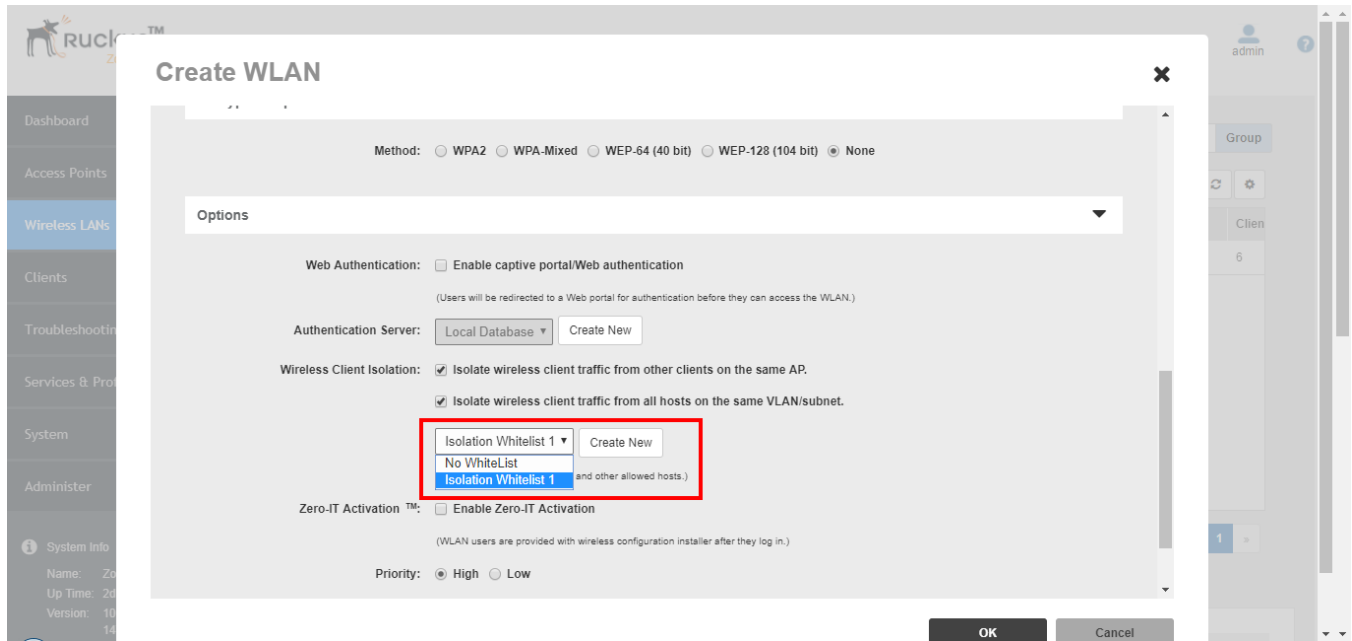 RUCK
TM
admin
Create WLAN
Dashboard
Access Points
Wireless LANs
Clients
Troubleshootin
Services & Prof
System
Administer
System Info
Name: Zo
Up Time: 2d
Version: 10
14
Group
Clien
6
1 »
Method: WPA2 WPA-Mixed WEP-64 (40 bit) WEP-128 (104 bit) None
Options
Web Authentication: Enable captive portal/Web authentication
(Users will be redirected to a Web portal for authentication before they can access the WLAN.)
Authentication Server: Local Database Create New
Wireless Client Isolation: Isolate wireless client traffic from other clients on the same AP.
Isolate wireless client traffic from all hosts on the same VLAN/subnet.
Isolation Whitelist 1 Create New
No WhiteList
Isolation Whitelist 1 and other allowed hosts.)
Zero-IT Activation ™: Enable Zero-IT Activation
(WLAN users are provided with wireless configuration installer after they log in.)
Priority: High Low
OK Cancel